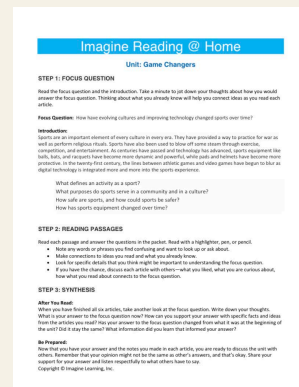 Imagine Reading @ Home
Unit: Game Changers
STEP 1: FOCUS QUESTION
Read the focus question and the introduction. Take a minute to jot down your thoughts about how you would
answer the focus question. Thinking about what you already know will help you connect ideas as you read each
article.
Focus Question: How have evolving cultures and improving technology changed sports over time?
Introduction:
Sports are an important element of every culture in every era. They have provided a way to practice for war as
well as perform religious rituals. Sports have also been used to blow off some steam through exercise,
competition, and entertainment. As centuries have passed and technology has advanced, sports equipment like
balls, bats, and racquets have become more dynamic and powerful, while pads and helmets have become more
protective. In the twenty-first century, the lines between athletic games and video games have begun to blur as
digital technology is integrated more and more into the sports experience.
What defines an activity as a sport?
What purposes do sports serve in a community and in a culture?
How safe are sports, and how could sports be safer?
How has sports equipment changed over time?
STEP 2: READING PASSAGES
Read each passage and answer the questions in the packet. Read with a highlighter, pen, or pencil.
• Note any words or phrases you find confusing and want to look up or ask about.
• Make connections to ideas you read and what you already know.
• Look for specific details that you think might be important to understanding the focus question.
• If you have the chance, discuss each article with others—what you liked, what you are curious about,
how what you read about connects to the focus question.
STEP 3: SYNTHESIS
After You Read:
When you have finished all six articles, take another look at the focus question. Write down your thoughts.
What is your answer to the focus question now? How can you support your answer with specific facts and ideas
from the articles you read? Has your answer to the focus question changed from what it was at the beginning of
the unit? Did it stay the same? What information did you learn that informed your answer?
Be Prepared:
Now that you have your answer and the notes you made in each article, you are ready to discuss the unit with
others. Remember that your opinion might not be the same as other's answers, and that's okay. Share your
support for your answer and listen respectfully to what others have to say.
Copyright © Imagine Learning, Inc.